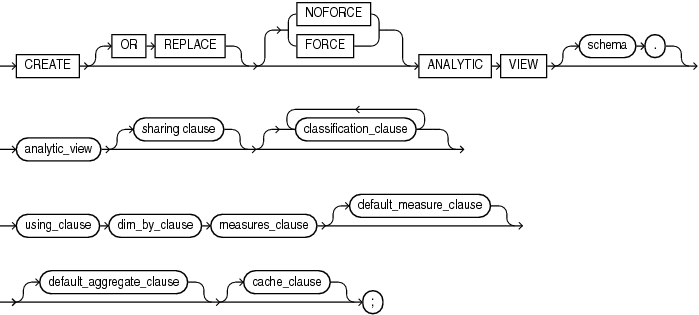 NOFORCE
OR REPLACE
FORCE
CREATE ANALYTIC VIEW schema .
analytic_view sharing clause classification_clause
using_clause dim_by_clause measures_clause default_measure_clause
default_aggregate_clause cache_clause ;